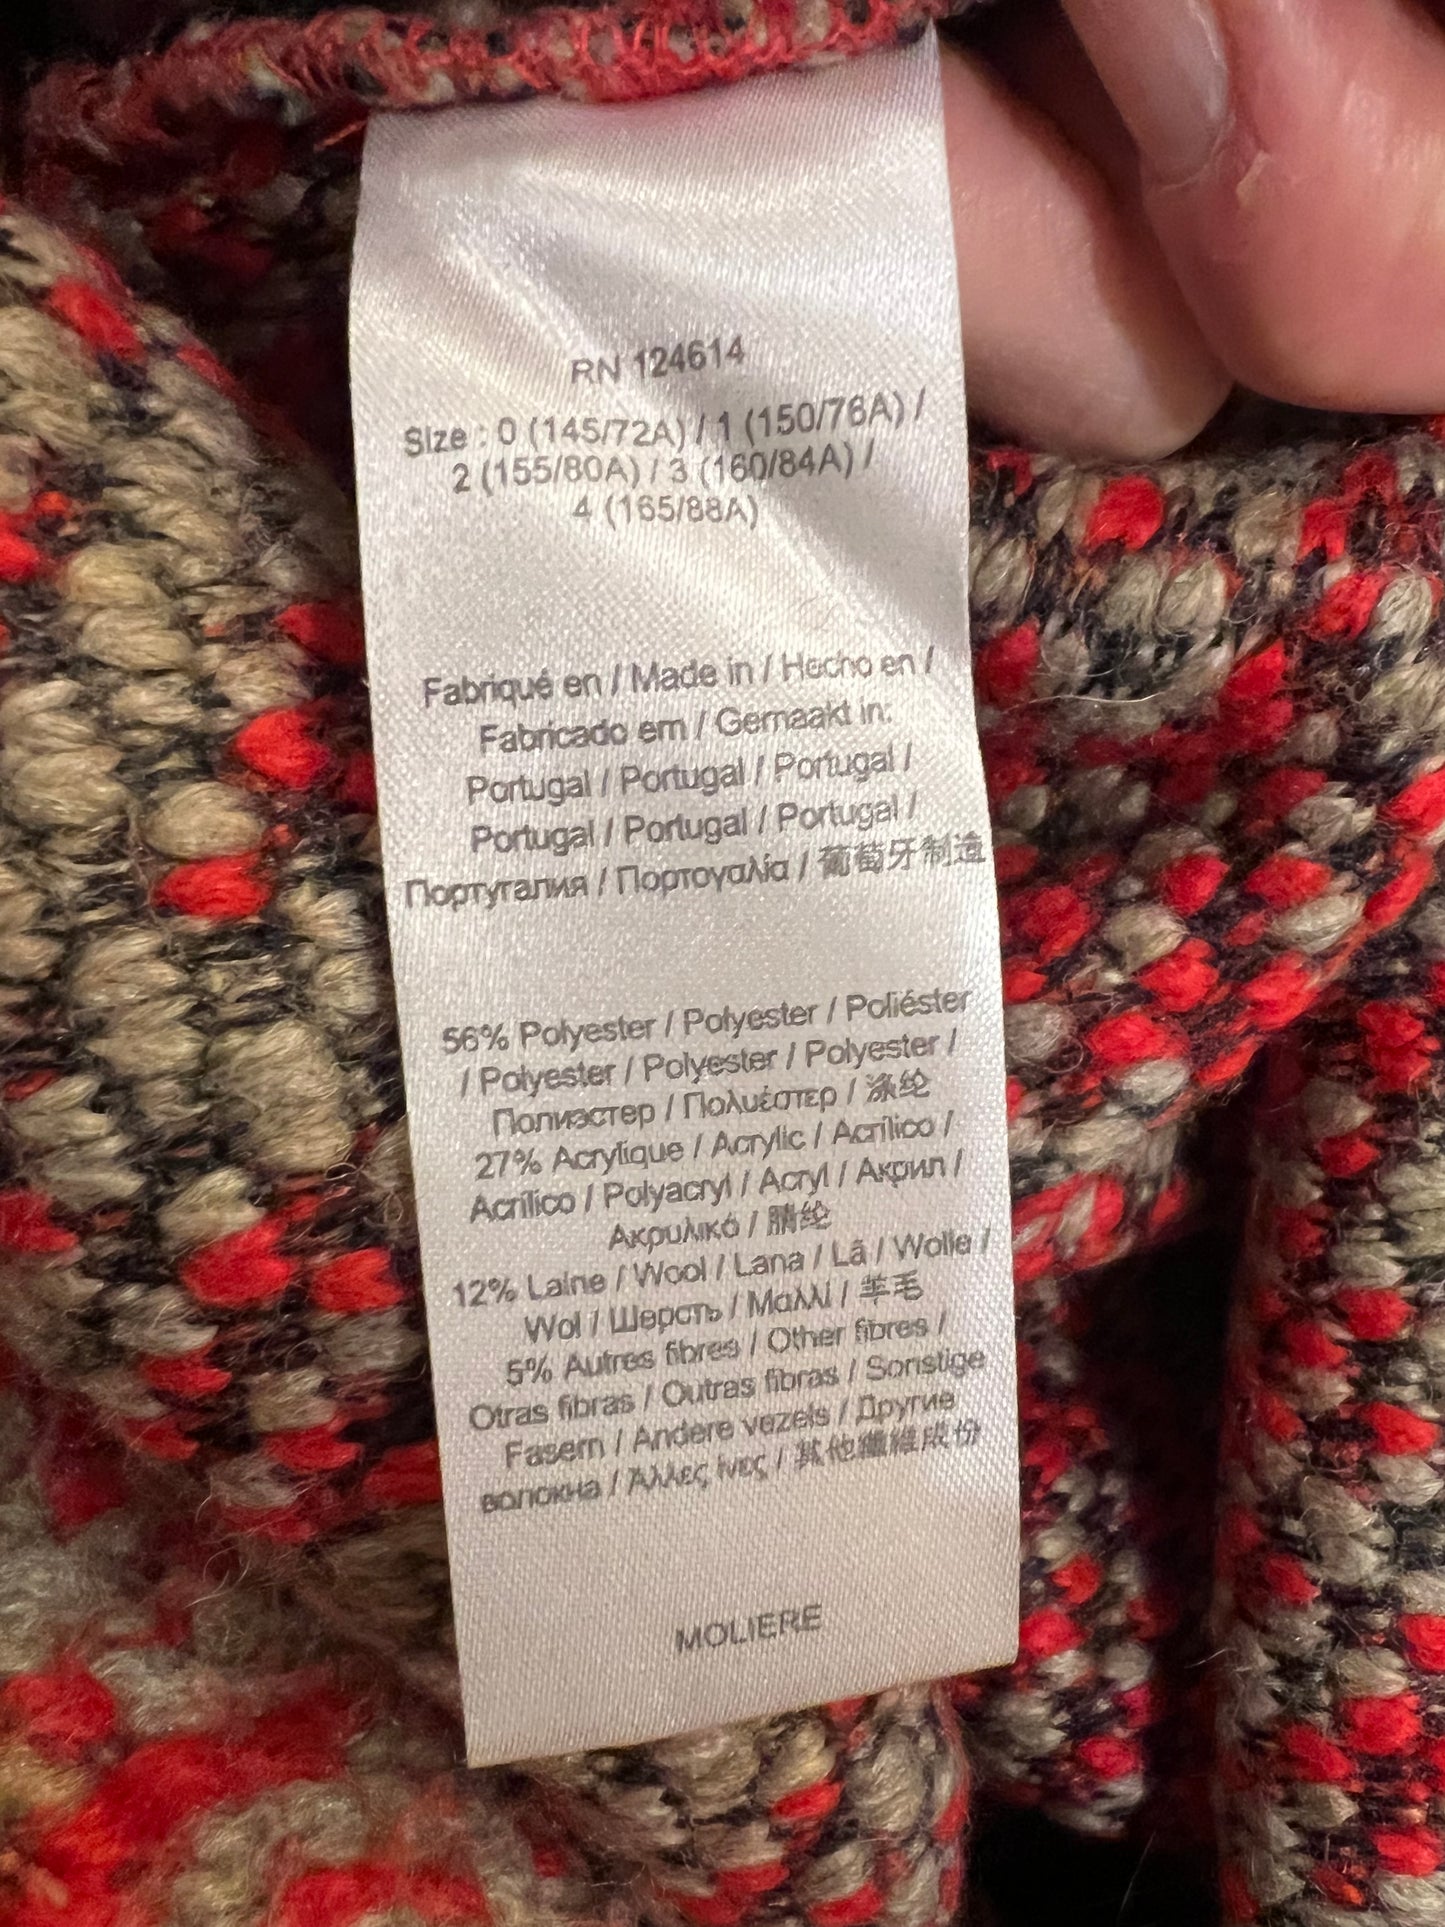 RN 124614
Size : 0 (145/72A) / 1 (150/76A) /
2 (155/80A) / 3 (160/84A) /
4 (165/88A)
Fabriqué en / Made in / Hecho en /
Fabricado em / Gemaakt in:
Portugal / Portugal / Portugal /
Portugal / Portugal / Portugal /
Португалия / Πορτογαλία / 葡萄牙制造
56% Polyester / Polyester / Poliéster
/ Polyester / Polyester / Polyester /
Полиэстер / Πολυέστερ / 涤纶
27% Acrylique / Acrylic / Acrílico /
Acrílico / Polyacryl / Acryl / Акрил /
Ακρυλικό / 腈纶
12% Laine / Wool / Lana / Lã / Wolle /
Wol / Шерсть / Μαλλί / 羊毛
5% Autres fibres / Other fibres /
Otras fibras / Outras fibras / Sonstige
Fasern / Andere vezels / Другие
волокна / Άλλες ίνες / 其他纖維成份
MOLIERE